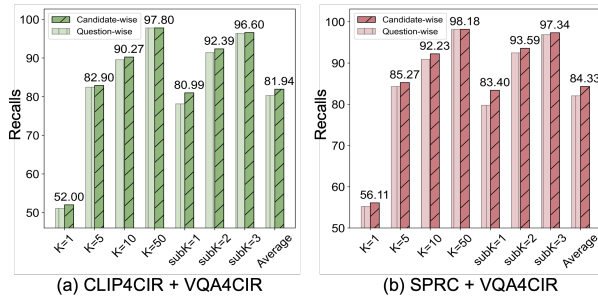 Candidate-wise
Question-wise
Recalls
100
90
80
70
60
50
52.00
82.90
90.27
97.80
80.99
92.39
96.60
81.94
K=1
K=5
K=10
K=50
subK=1
subK=2
subK=3
Average
(a) CLIP4CIR + VQA4CIR
Candidate-wise
Question-wise
Recalls
100
90
80
70
60
50
56.11
85.27
92.23
98.18
83.40
93.59
97.34
84.33
K=1
K=5
K=10
K=50
subK=1
subK=2
subK=3
Average
(b) SPRC + VQA4CIR